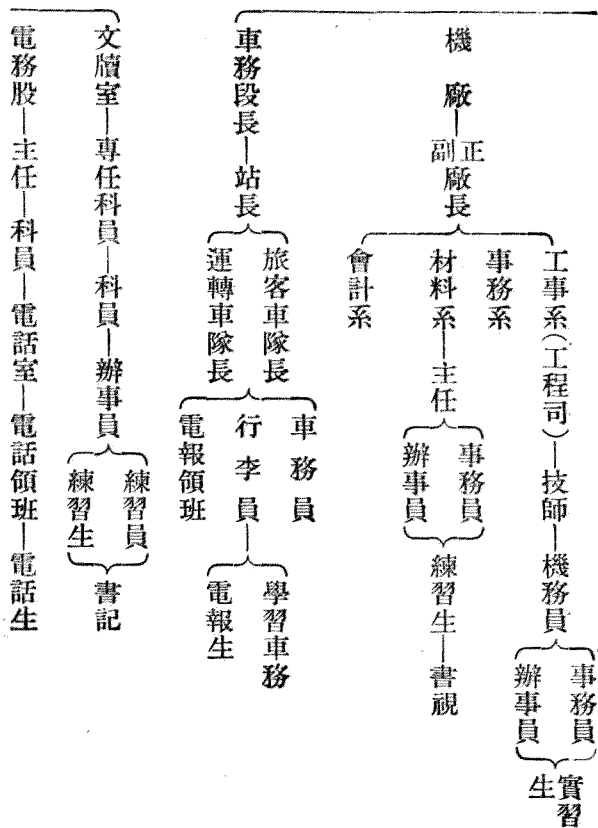 機廠—正副廠長
工事系(工程司)—技師—機務員
事務員
辦事員
實習生
事務系
材料系—主任
事務員
辦事員
練習生—書視
會計系
車務段長—站長
旅客車隊長
運轉車隊長
車務員
行李員
電報領班
學習車務
電報生
文牘室—專任科員—科員—辦事員
練習員
練習生
書記
電務股—主任—科員—電話室—電話領班—電話生